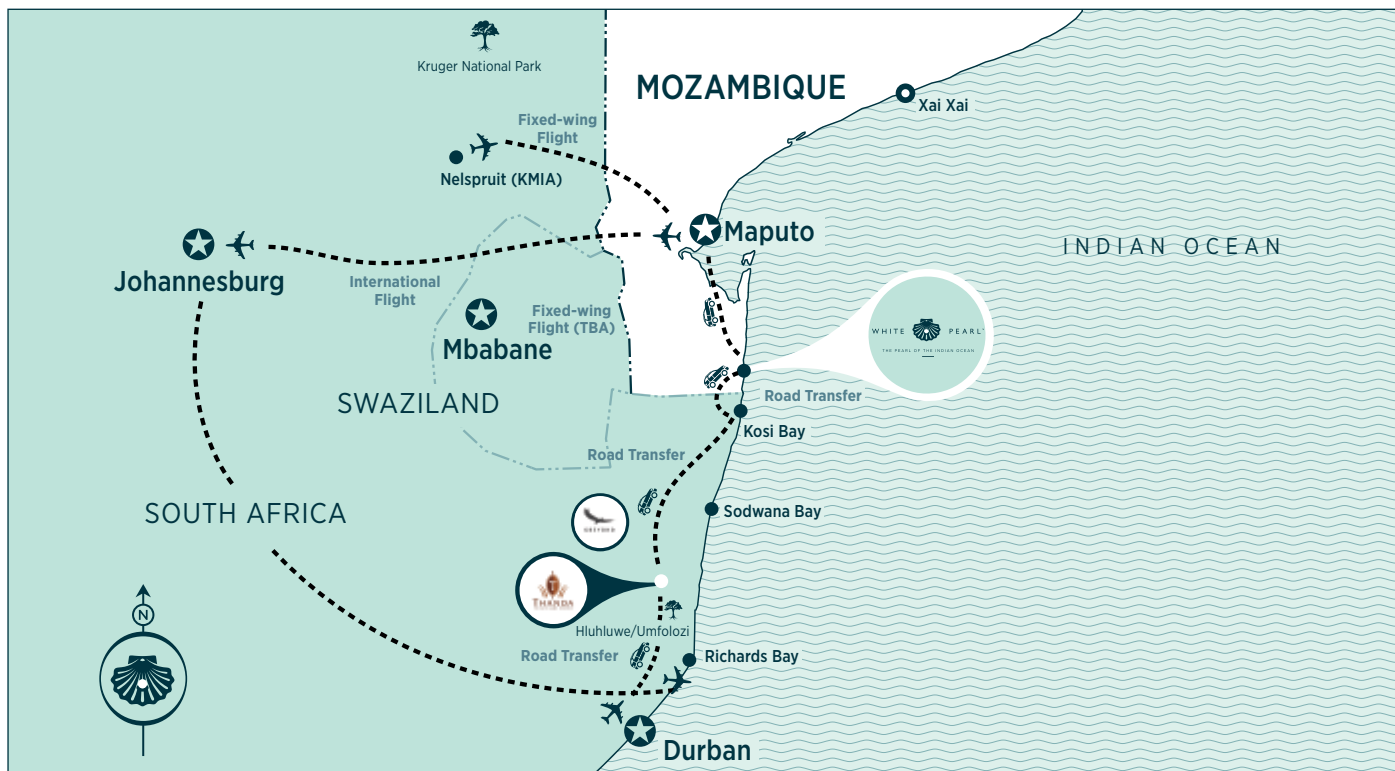 Kruger National Park
MOZAMBIQUE
Xai Xai
Fixed-wing
Flight
Nelspruit (KMIA)
Maputo
INDIAN OCEAN
Johannesburg
International
Flight
Fixed-wing
Flight (TBA)
Mbabane
WHITE PEARL
THE PEARL OF THE INDIAN OCEAN
SWAZILAND
Road Transfer
Kosi Bay
Road Transfer
SOUTH AFRICA
Sodwana Bay
THANDA
N
Hluhluwe/Umfolozi
Road Transfer
Richards Bay
Durban